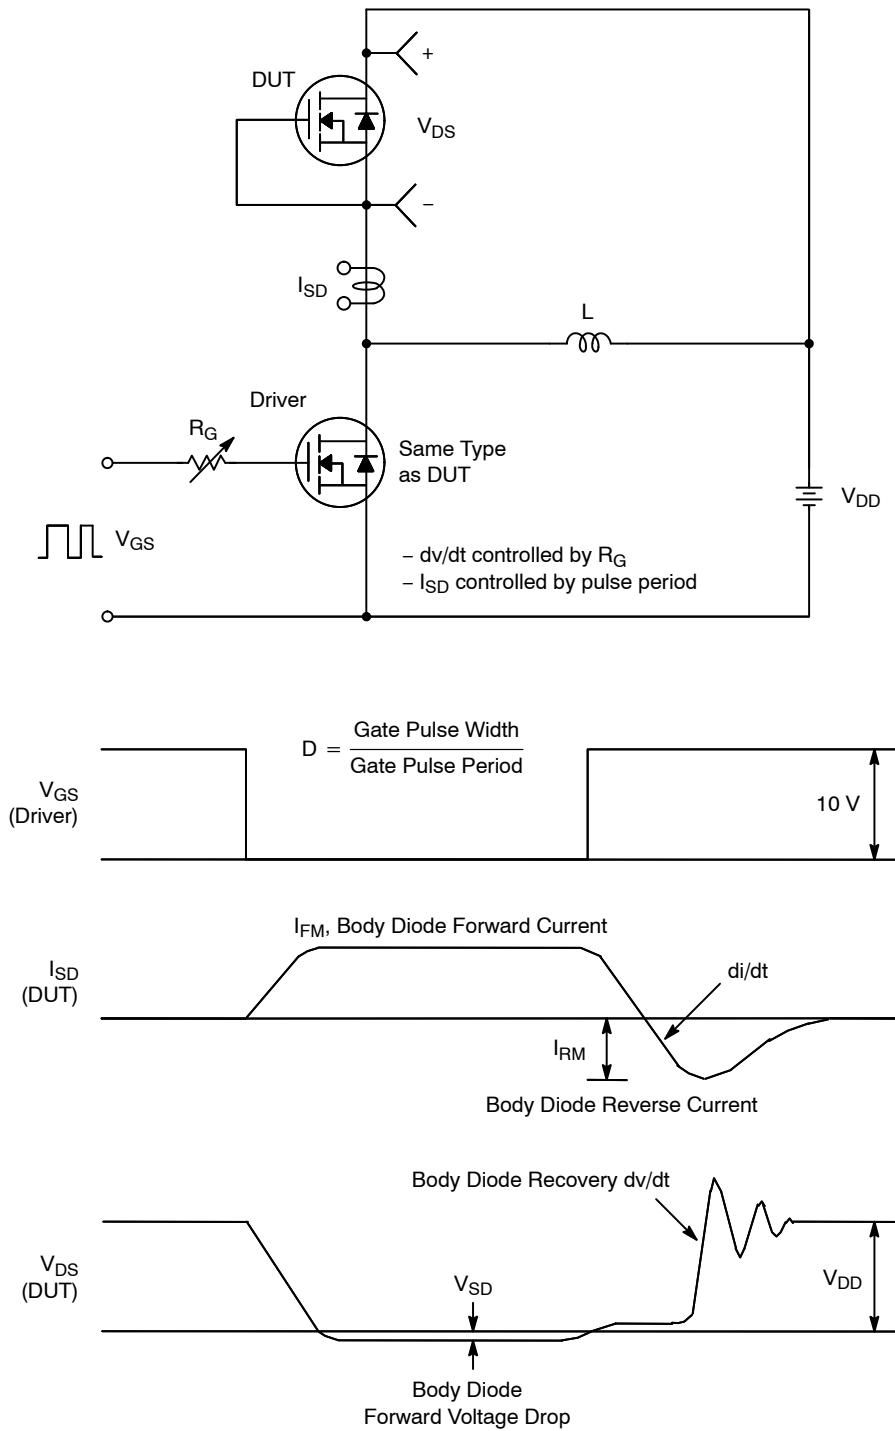 +
DUT
V_DS
−
I_SD
L
Driver
R_G
Same Type
as DUT
V_DD
V_GS
− dv/dt controlled by R_G
− I_SD controlled by pulse period
D = Gate Pulse Width / Gate Pulse Period
V_GS
(Driver)
10 V
I_FM, Body Diode Forward Current
I_SD
(DUT)
di/dt
I_RM
Body Diode Reverse Current
Body Diode Recovery dv/dt
V_DS
(DUT)
V_SD
V_DD
Body Diode
Forward Voltage Drop